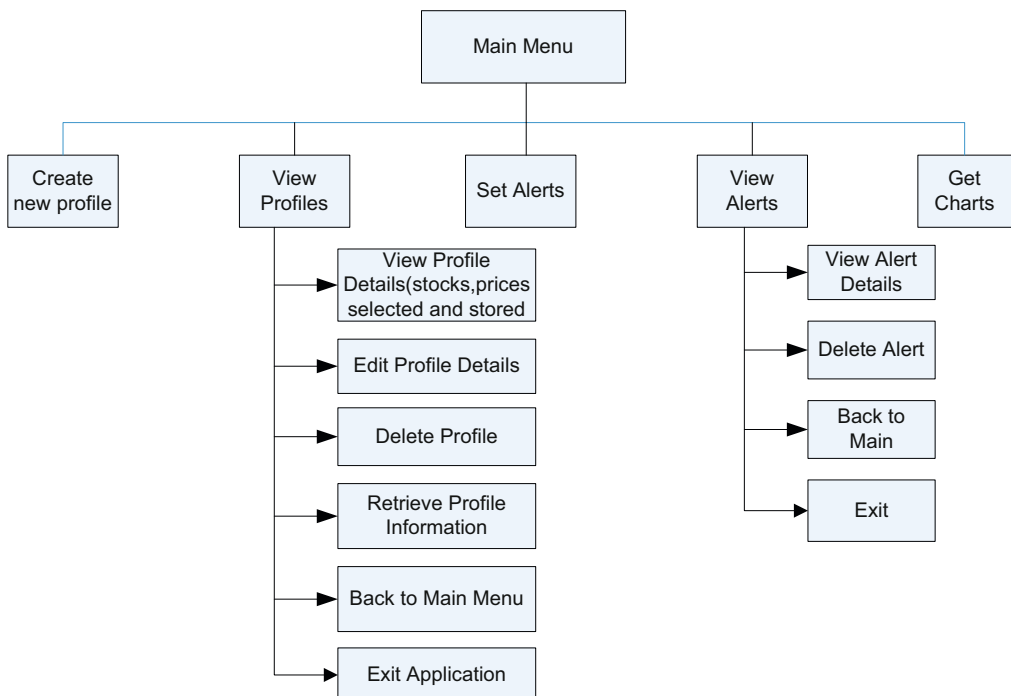 Main Menu
Create
new profile
View
Profiles
Set Alerts
View
Alerts
Get
Charts
View Profile
Details(stocks,prices
selected and stored
Edit Profile Details
Delete Profile
Retrieve Profile
Information
Back to Main Menu
Exit Application
View Alert
Details
Delete Alert
Back to
Main
Exit